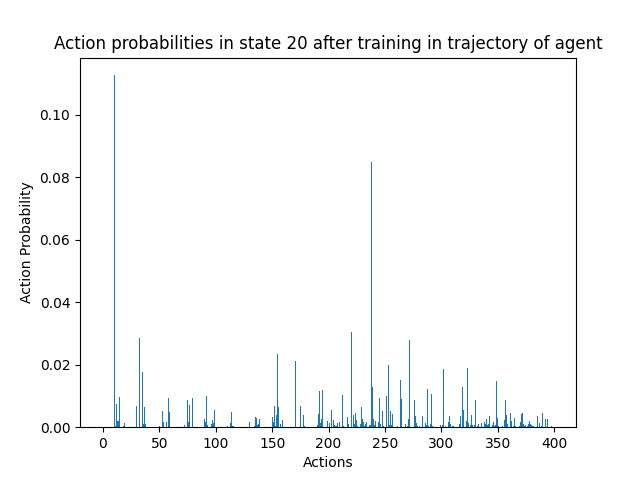 Action probabilities in state 20 after training in trajectory of agent
0.10
0.08
0.06
0.04
0.02
0.00
Action Probability
0 50 100 150 200 250 300 350 400
Actions